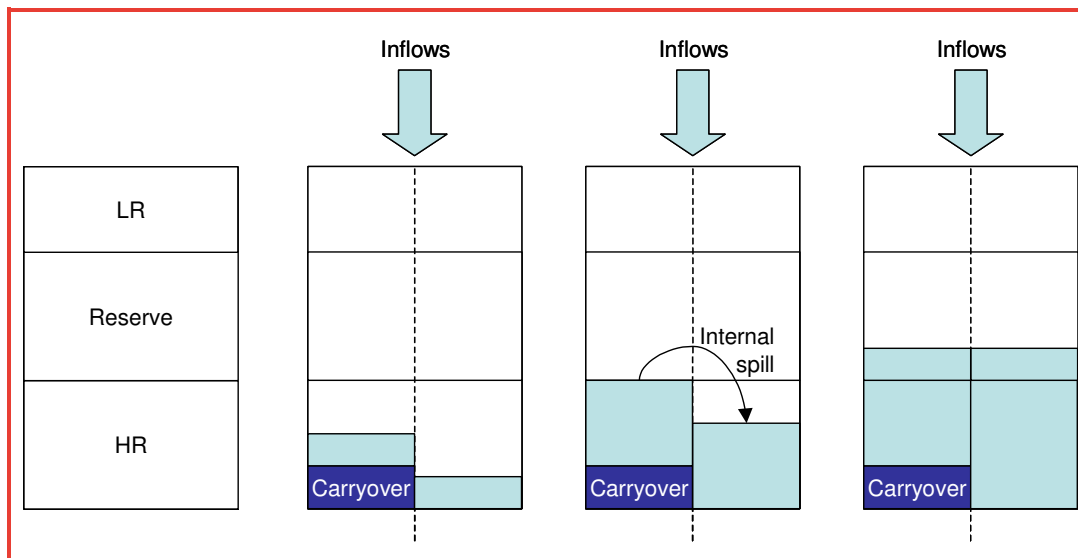 Inflows
Inflows
Inflows
LR
Reserve
HR
Carryover
Internal
spill
Carryover
Carryover